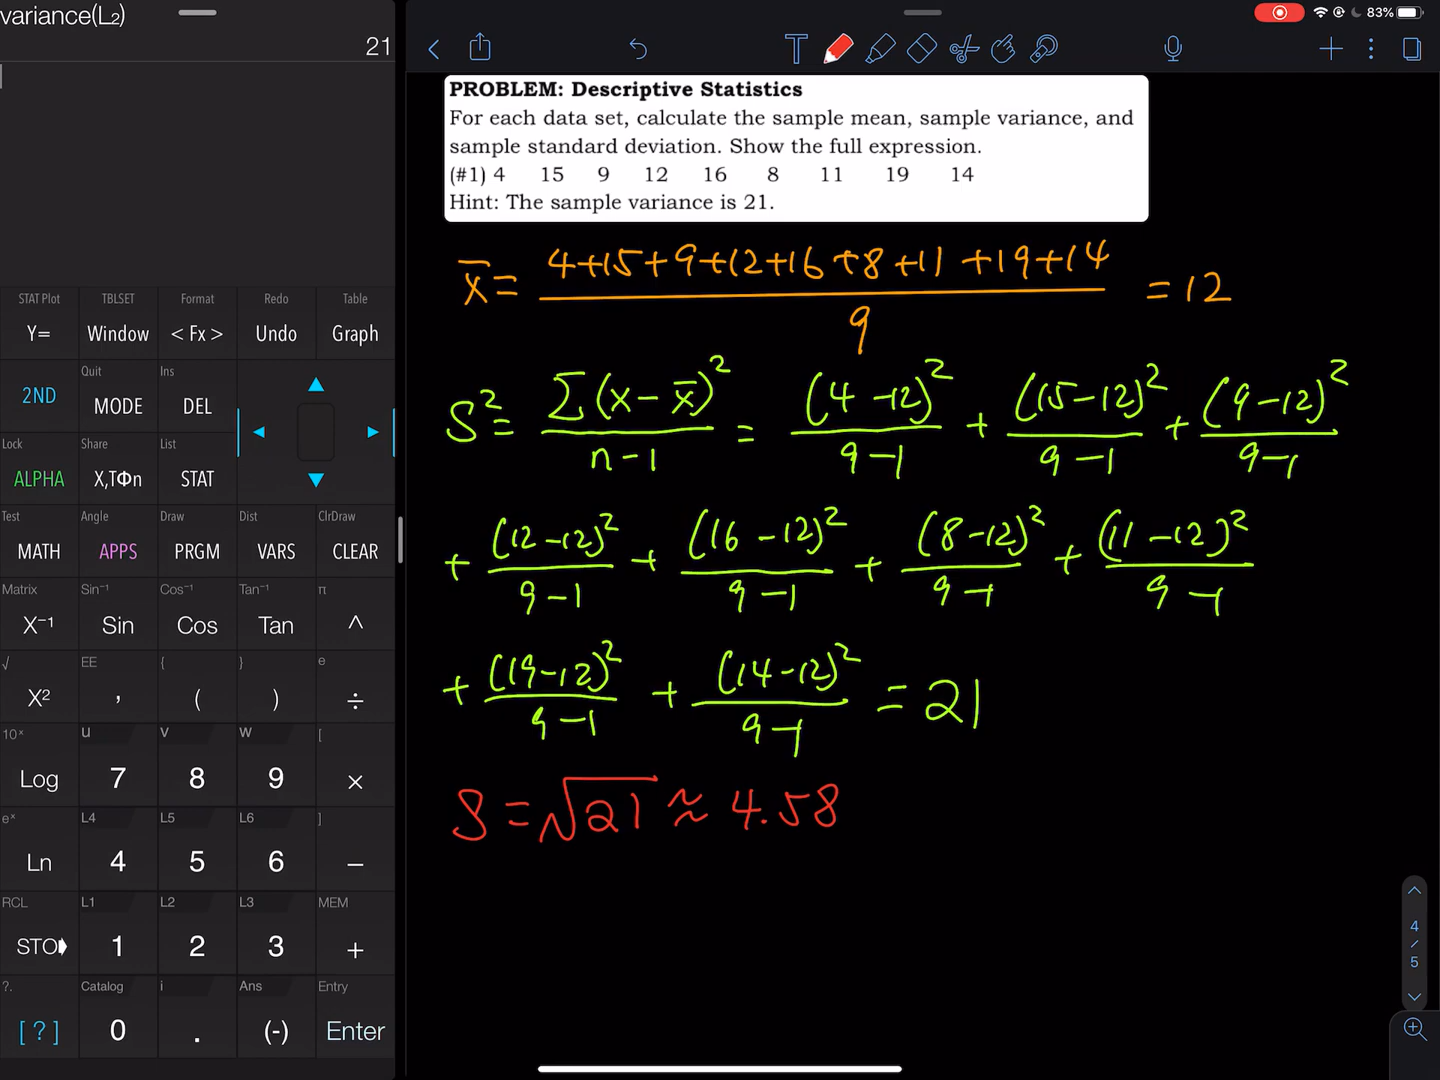 variance(L₂)
21
83%
PROBLEM: Descriptive Statistics
For each data set, calculate the sample mean, sample variance, and
sample standard deviation. Show the full expression.
(#1) 4 15 9 12 16 8 11 19 14
Hint: The sample variance is 21.
x̄ = (4+15+9+12+16+8+11+19+14)/9 = 12
S² = Σ(x-x̄)²/(n-1) = (4-12)²/(9-1) + (15-12)²/(9-1) + (9-12)²/(9-1)
+ (12-12)²/(9-1) + (16-12)²/(9-1) + (8-12)²/(9-1) + (11-12)²/(9-1)
+ (19-12)²/(9-1) + (14-12)²/(9-1) = 21
S = √21 ≈ 4.58
STAT Plot TBLSET Format Redo Table
Y= Window < Fx > Undo Graph
Quit Ins
2ND MODE DEL
Lock Share List
ALPHA X,TΦn STAT
Test Angle Draw Dist ClrDraw
MATH APPS PRGM VARS CLEAR
Matrix Sin⁻¹ Cos⁻¹ Tan⁻¹ π
X⁻¹ Sin Cos Tan ^
√ EE { } e
X² , ( ) ÷
10ˣ u v w [
Log 7 8 9 ×
eˣ L4 L5 L6 ]
Ln 4 5 6 −
RCL L1 L2 L3 MEM
STO 1 2 3 +
?. Catalog i Ans Entry
[ ? ] 0 . (-) Enter
4
/
5